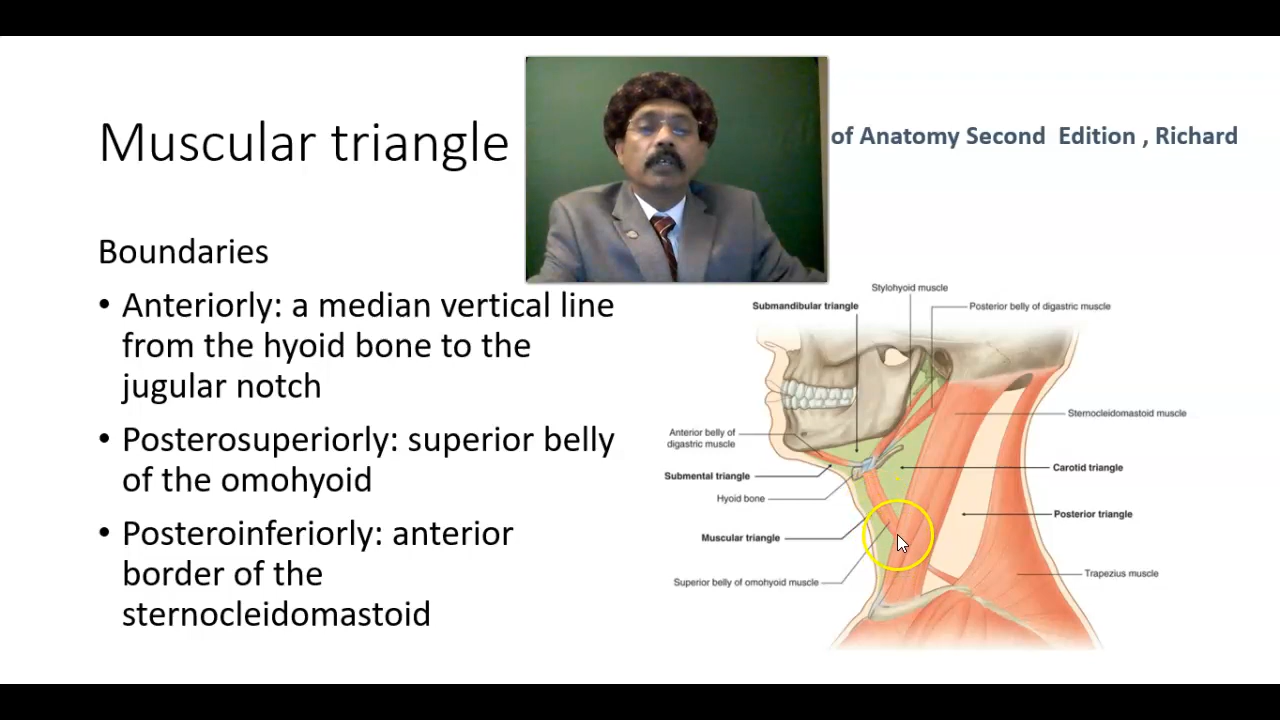 Muscular triangle
of Anatomy Second Edition , Richard
Boundaries
• Anteriorly: a median vertical line
from the hyoid bone to the
jugular notch
• Posterosuperiorly: superior belly
of the omohyoid
• Posteroinferiorly: anterior
border of the
sternocleidomastoid
Stylohyoid muscle
Submandibular triangle
Posterior belly of digastric muscle
Sternocleidomastoid muscle
Anterior belly of
digastric muscle
Carotid triangle
Submental triangle
Hyoid bone
Posterior triangle
Muscular triangle
Trapezius muscle
Superior belly of omohyoid muscle